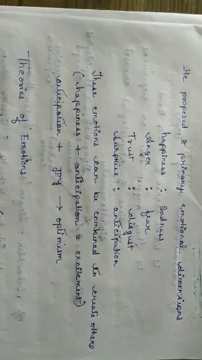 He proposed 8 primary emotional dimensions
happiness : Sadness
Anger : fear
Trust : disgust
surprise : anticipation
These emotions can be combined to create others
(happiness + anticipation = excitement)
anticipation + joy → optimism
Theories of Emotions